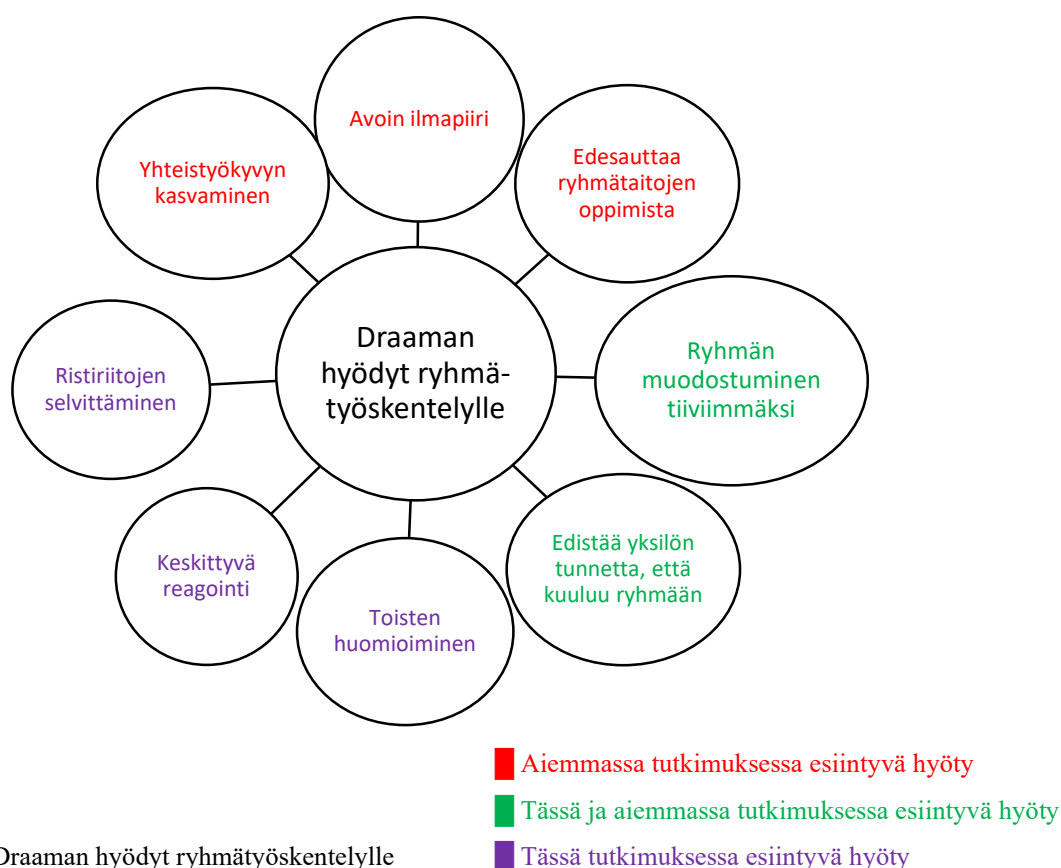 Avoin ilmapiiri
Edesauttaa
ryhmätaitojen
oppimista
Yhteistyökyvyn
kasvaminen
Draaman
hyödyt ryhmä-
työskentelylle
Ryhmän
muodostuminen
tiiviimmäksi
Ristiriitojen
selvittäminen
Edistää yksilön
tunnetta, että
kuuluu ryhmään
Keskittyvä
reagointi
Toisten
huomioiminen
Aiemmassa tutkimuksessa esiintyvä hyöty
Tässä ja aiemmassa tutkimuksessa esiintyvä hyöty
Draaman hyödyt ryhmätyöskentelylle
Tässä tutkimuksessa esiintyvä hyöty